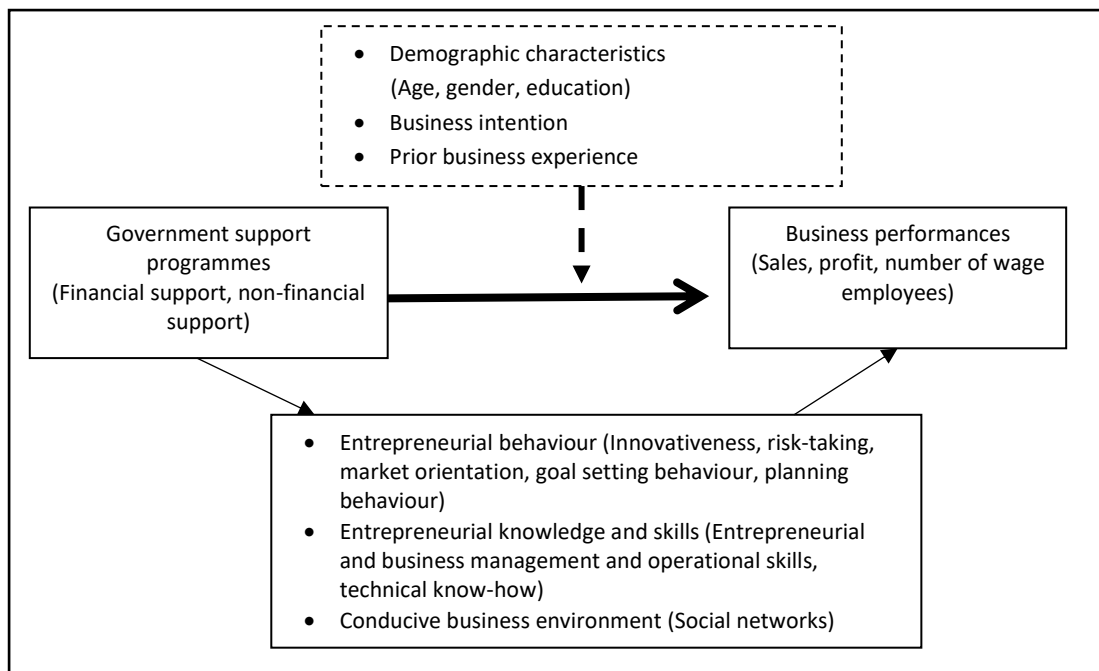 • Demographic characteristics
(Age, gender, education)
• Business intention
• Prior business experience
Government support
programmes
(Financial support, non-financial
support)
Business performances
(Sales, profit, number of wage
employees)
• Entrepreneurial behaviour (Innovativeness, risk-taking,
market orientation, goal setting behaviour, planning
behaviour)
• Entrepreneurial knowledge and skills (Entrepreneurial
and business management and operational skills,
technical know-how)
• Conducive business environment (Social networks)